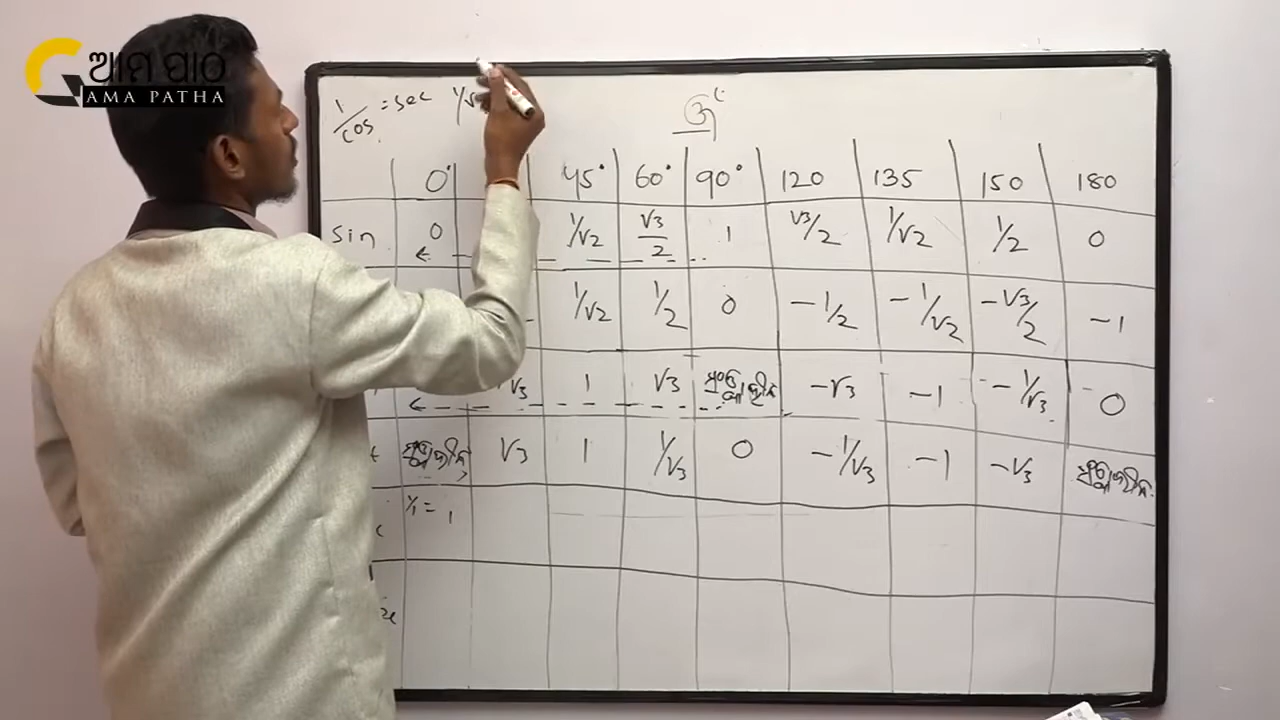 ଆମ ପାଠ
AMA PATHA
1/cos = sec 1/√
0° 45° 60° 90° 120 135 150 180
sin 0 1/√2 √3/2 1 √3/2 1/√2 1/2 0
1/√2 1/2 0 -1/2 -1/√2 -√3/2 -1
√3 1 √3 -√3 -1 -1/√3 0
√3 1 1/√3 0 -1/√3 -1 -√3
1/1 = 1